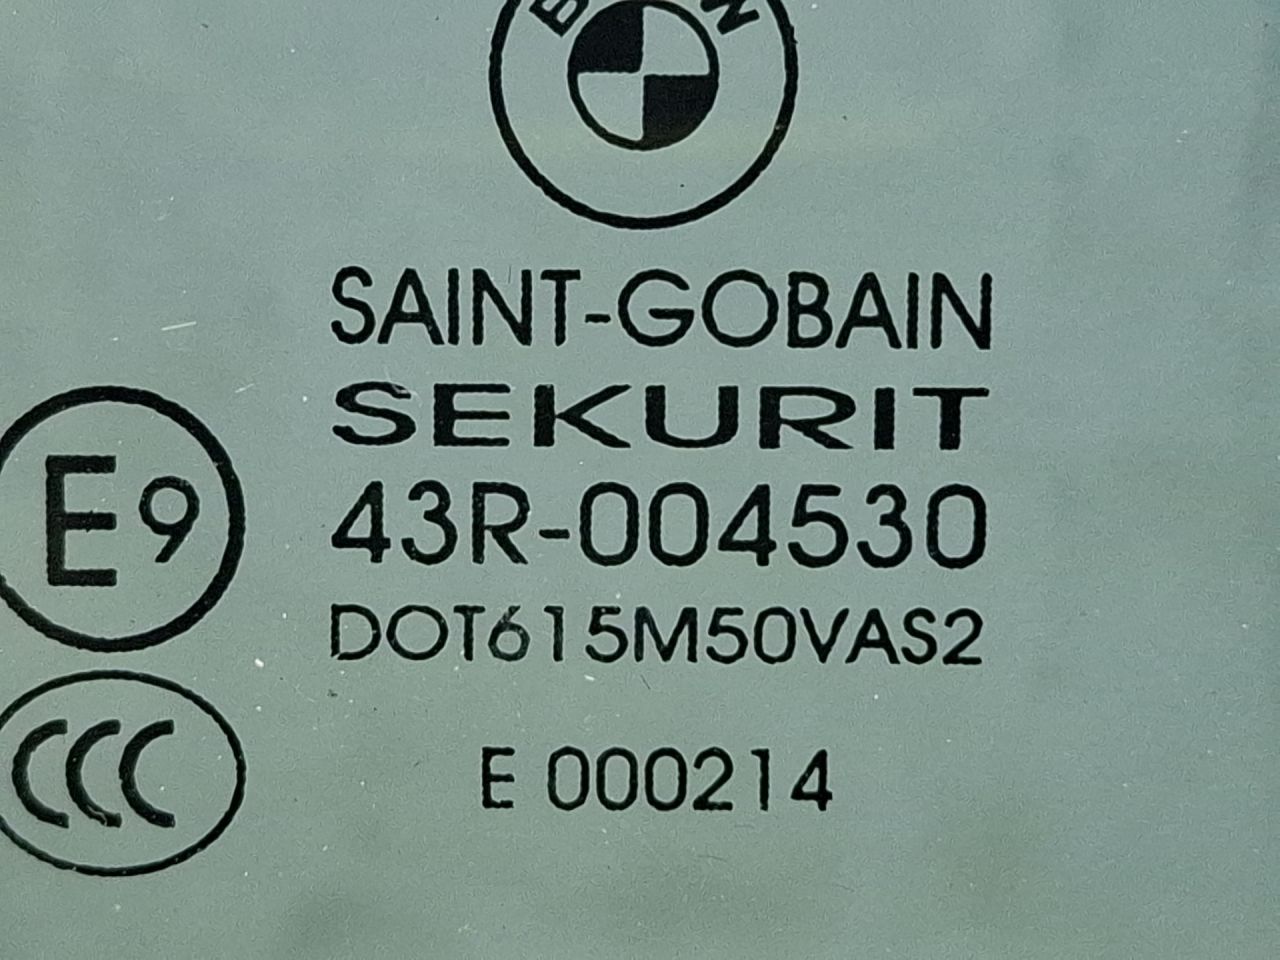 SAINT-GOBAIN
SEKURIT
E9
43R-004530
DOT615M50VAS2
CCC
E 000214